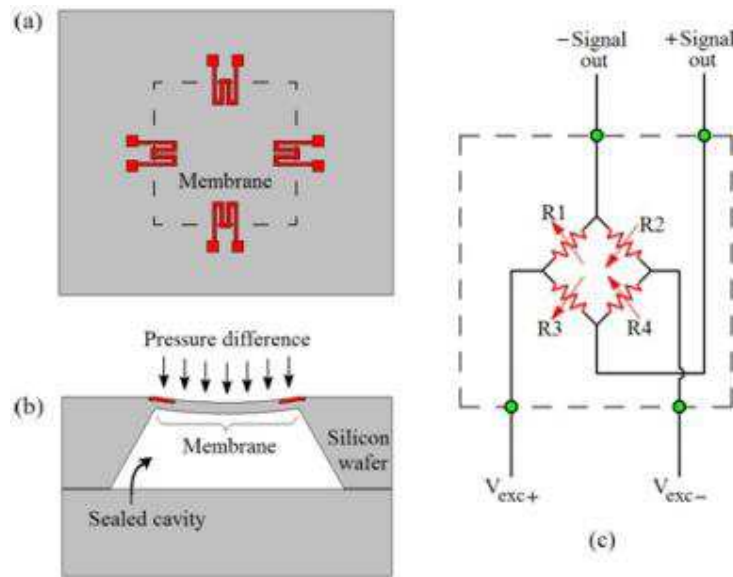 (a)
Membrane
(b)
Pressure difference
Membrane
Silicon
wafer
Sealed cavity
−Signal
out
+Signal
out
R1
R2
R3
R4
Vexc+
Vexc−
(c)